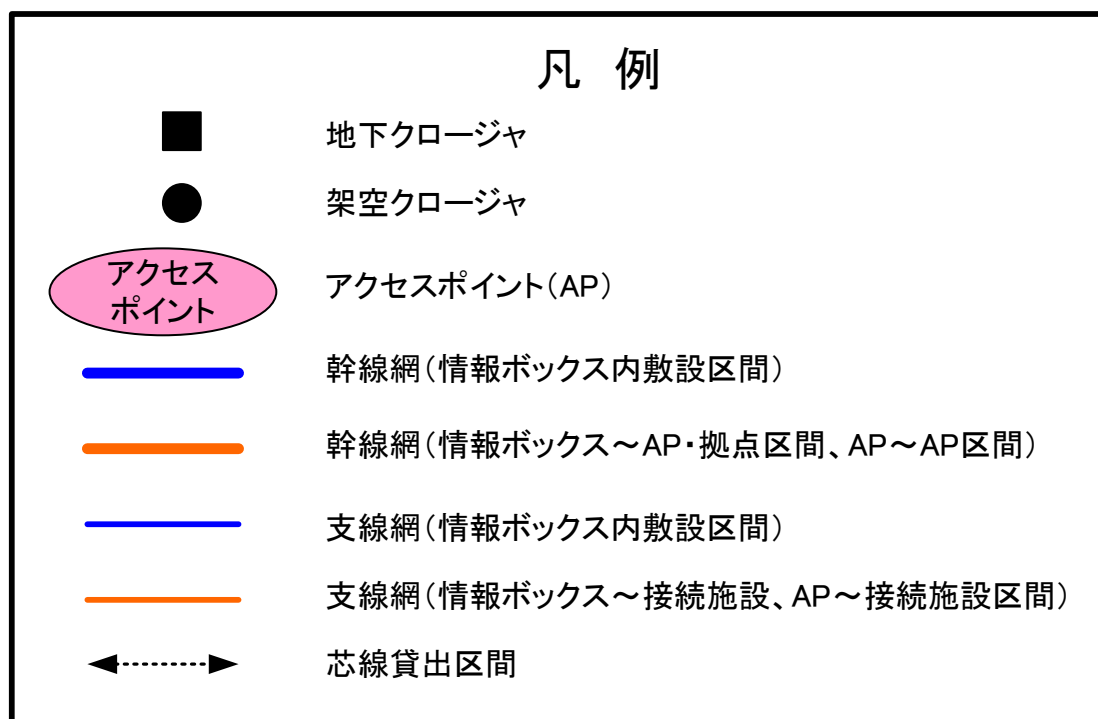 凡 例
地下クロージャ
架空クロージャ
アクセス
ポイント
アクセスポイント(AP)
幹線網(情報ボックス内敷設区間)
幹線網(情報ボックス～AP・拠点区間、AP～AP区間)
支線網(情報ボックス内敷設区間)
支線網(情報ボックス～接続施設、AP～接続施設区間)
芯線貸出区間